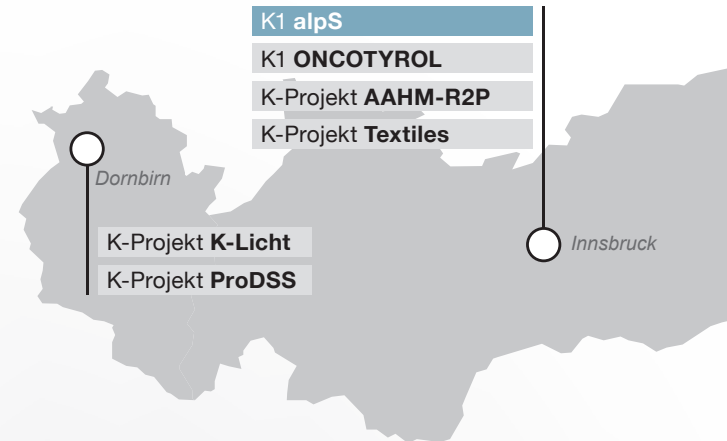 K1 alpS
K1 ONCOTYROL
K-Projekt AAHM-R2P
K-Projekt Textiles
Dornbirn
Innsbruck
K-Projekt K-Licht
K-Projekt ProDSS